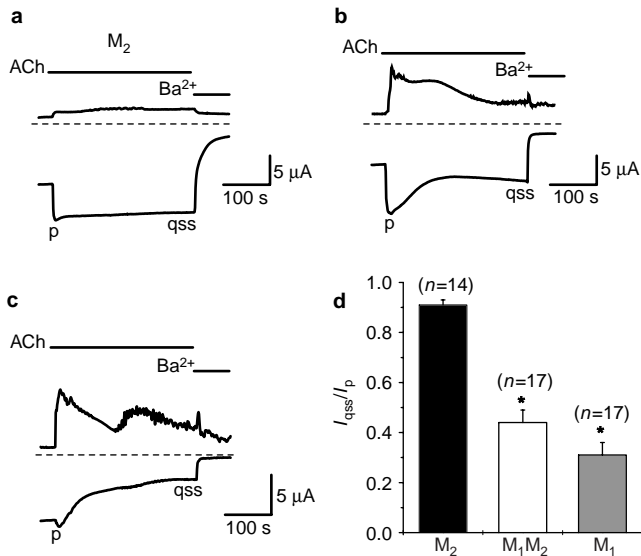 a
M₂
ACh
Ba²⁺
5 µA
100 s
p
qss
b
ACh
Ba²⁺
5 µA
100 s
p
qss
c
ACh
Ba²⁺
5 µA
100 s
p
qss
d
Iqss/Ip
1.0
0.8
0.6
0.4
0.2
0.0
(n=14)
(n=17)
*
(n=17)
*
M₂
M₁M₂
M₁